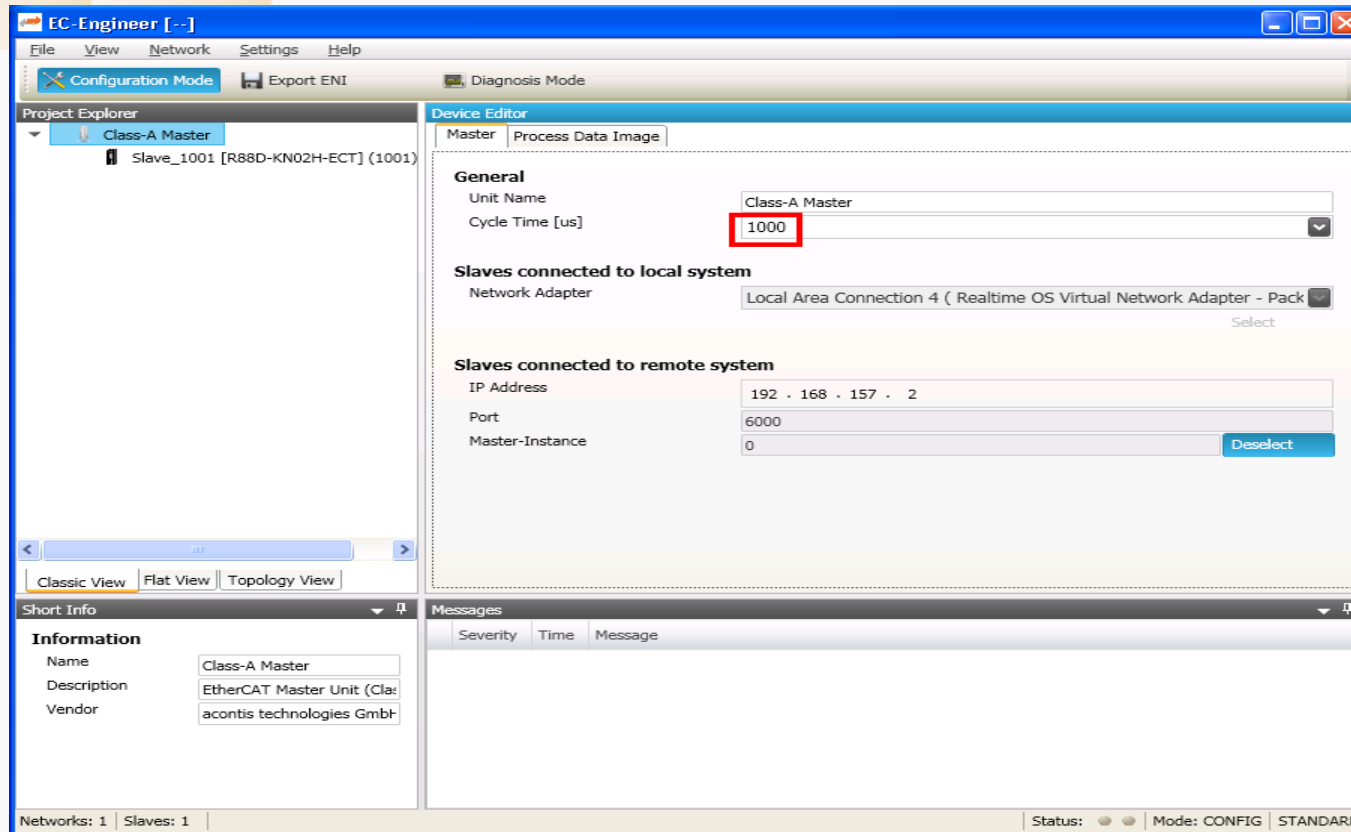 EC-Engineer [--]
File View Network Settings Help
Configuration Mode Export ENI Diagnosis Mode
Project Explorer
Class-A Master
Slave_1001 [R88D-KN02H-ECT] (1001)
Classic View Flat View Topology View
Device Editor
Master Process Data Image
General
Unit Name Class-A Master
Cycle Time [us] 1000
Slaves connected to local system
Network Adapter Local Area Connection 4 ( Realtime OS Virtual Network Adapter - Pack
Select
Slaves connected to remote system
IP Address 192 . 168 . 157 . 2
Port 6000
Master-Instance 0 Deselect
Short Info
Information
Name Class-A Master
Description EtherCAT Master Unit (Clas
Vendor acontis technologies GmbH
Messages
Severity Time Message
Networks: 1 Slaves: 1 Status: Mode: CONFIG STANDARD